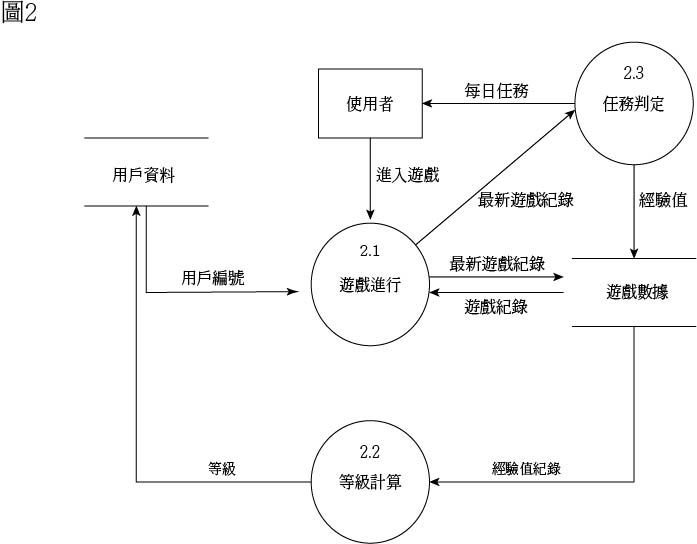 圖2
2.3
任務判定
每日任務
使用者
進入遊戲
用戶資料
最新遊戲紀錄
經驗值
2.1
遊戲進行
最新遊戲紀錄
遊戲紀錄
遊戲數據
用戶編號
2.2
等級計算
等級
經驗值紀錄